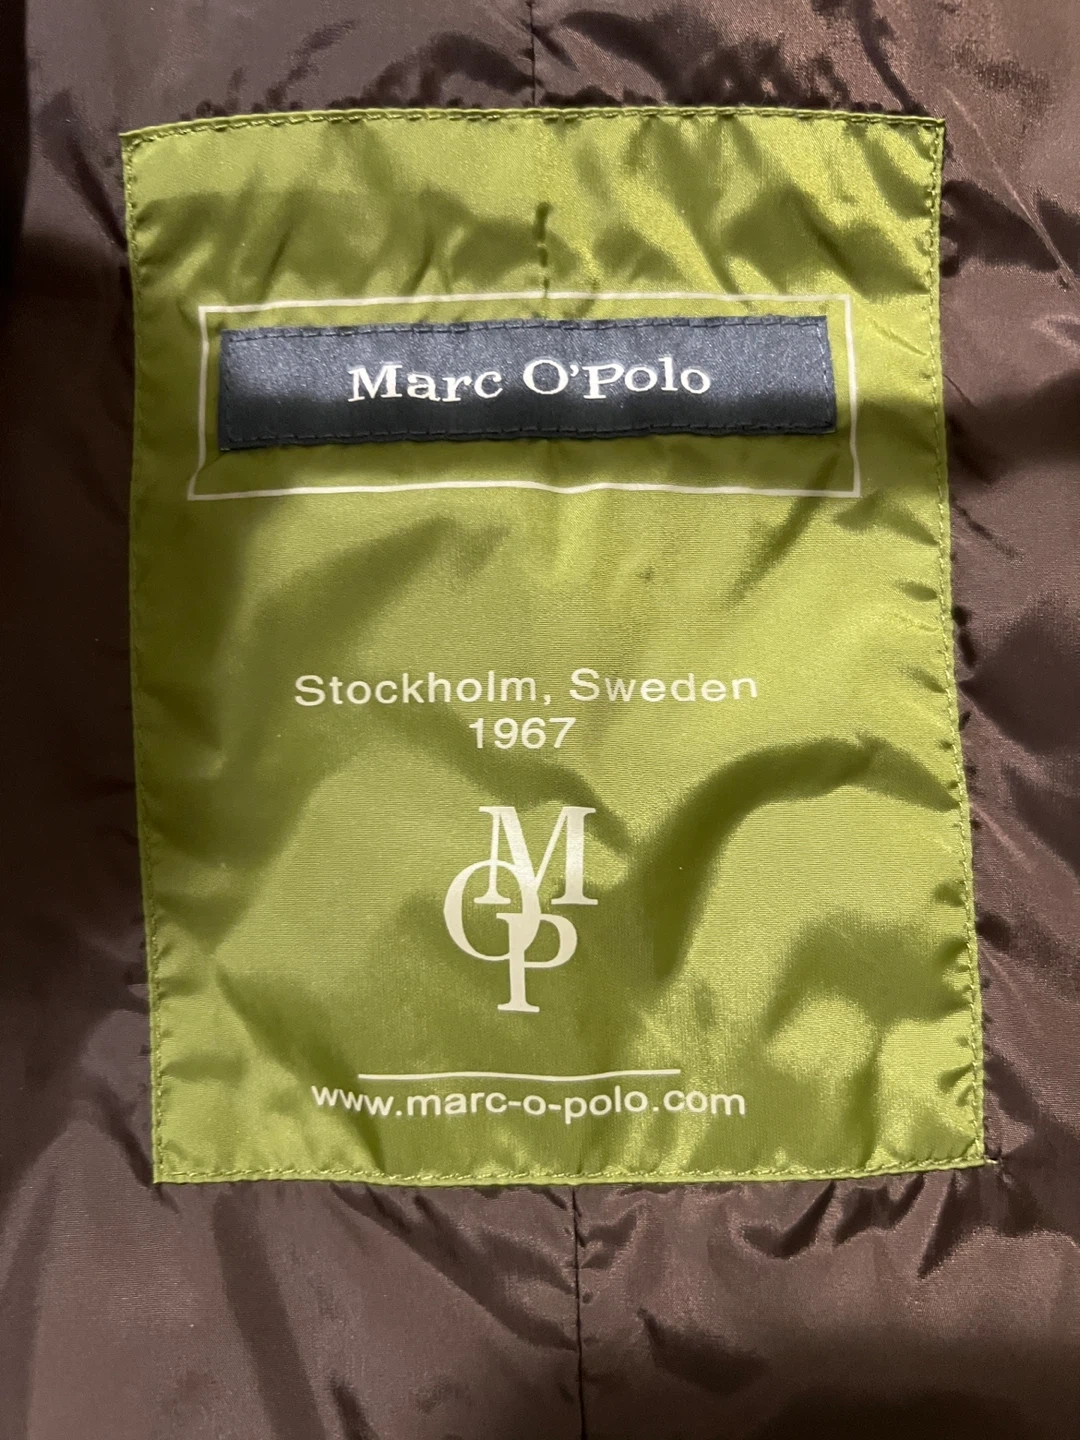 Marc O'Polo
Stockholm, Sweden
1967
MOP
www.marc-o-polo.com